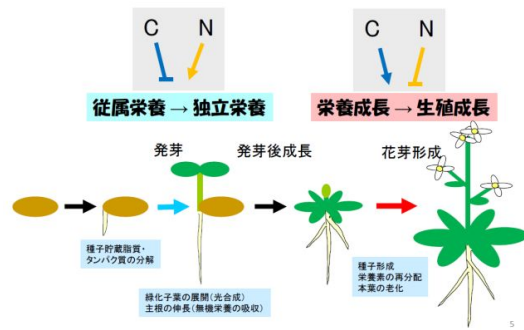 C N
C N
従属栄養 → 独立栄養
栄養成長 → 生殖成長
発芽
発芽後成長
花芽形成
種子貯蔵脂質・
タンパク質の分解
緑化子葉の展開(光合成)
主根の伸長(無機栄養の吸収)
種子形成
栄養素の再分配
本葉の老化
5